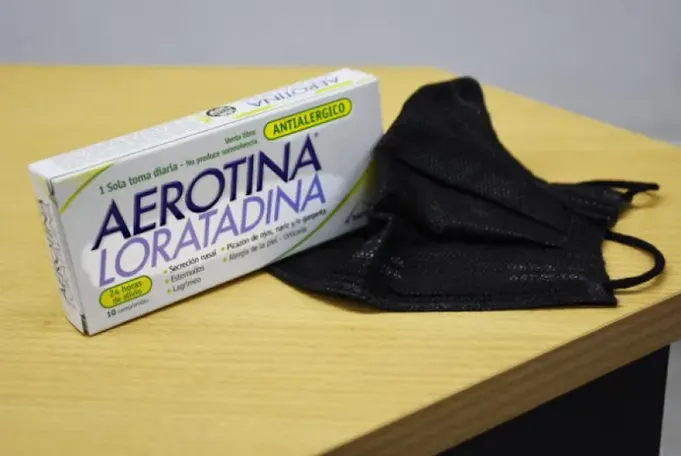 AEROTINA
ANTIALERGICO
Venta libre
1 Sola toma diaria - No produce somnolencia.
AEROTINA®
LORATADINA
• Secreción nasal • Picazón de ojos, nariz y/o garganta
• Estornudos • Alergia de la piel - Urticaria
• Lagrimeo
24 horas
de alivio
10 comprimidos